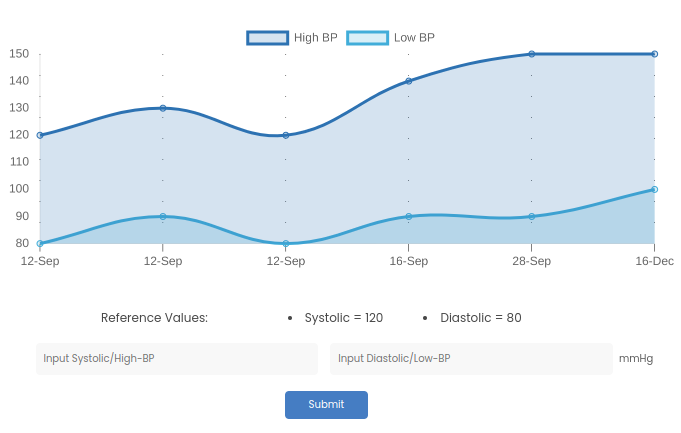 High BP Low BP
150
140
130
120
110
100
90
80
12-Sep 12-Sep 12-Sep 16-Sep 28-Sep 16-Dec
Reference Values: • Systolic = 120 • Diastolic = 80
Input Systolic/High-BP Input Diastolic/Low-BP mmHg
Submit